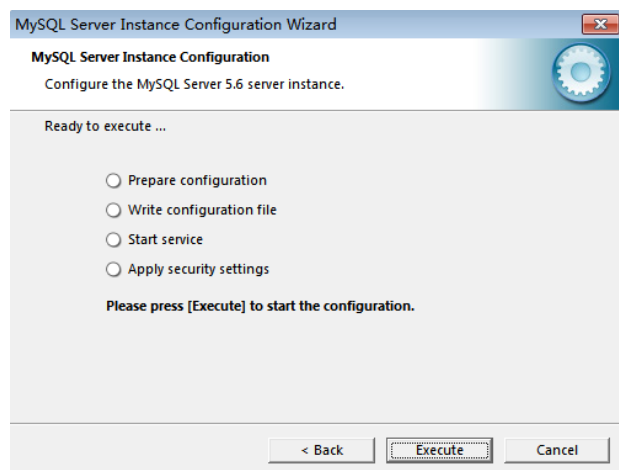 MySQL Server Instance Configuration Wizard
MySQL Server Instance Configuration
Configure the MySQL Server 5.6 server instance.
Ready to execute ...
Prepare configuration
Write configuration file
Start service
Apply security settings
Please press [Execute] to start the configuration.
< Back Execute Cancel